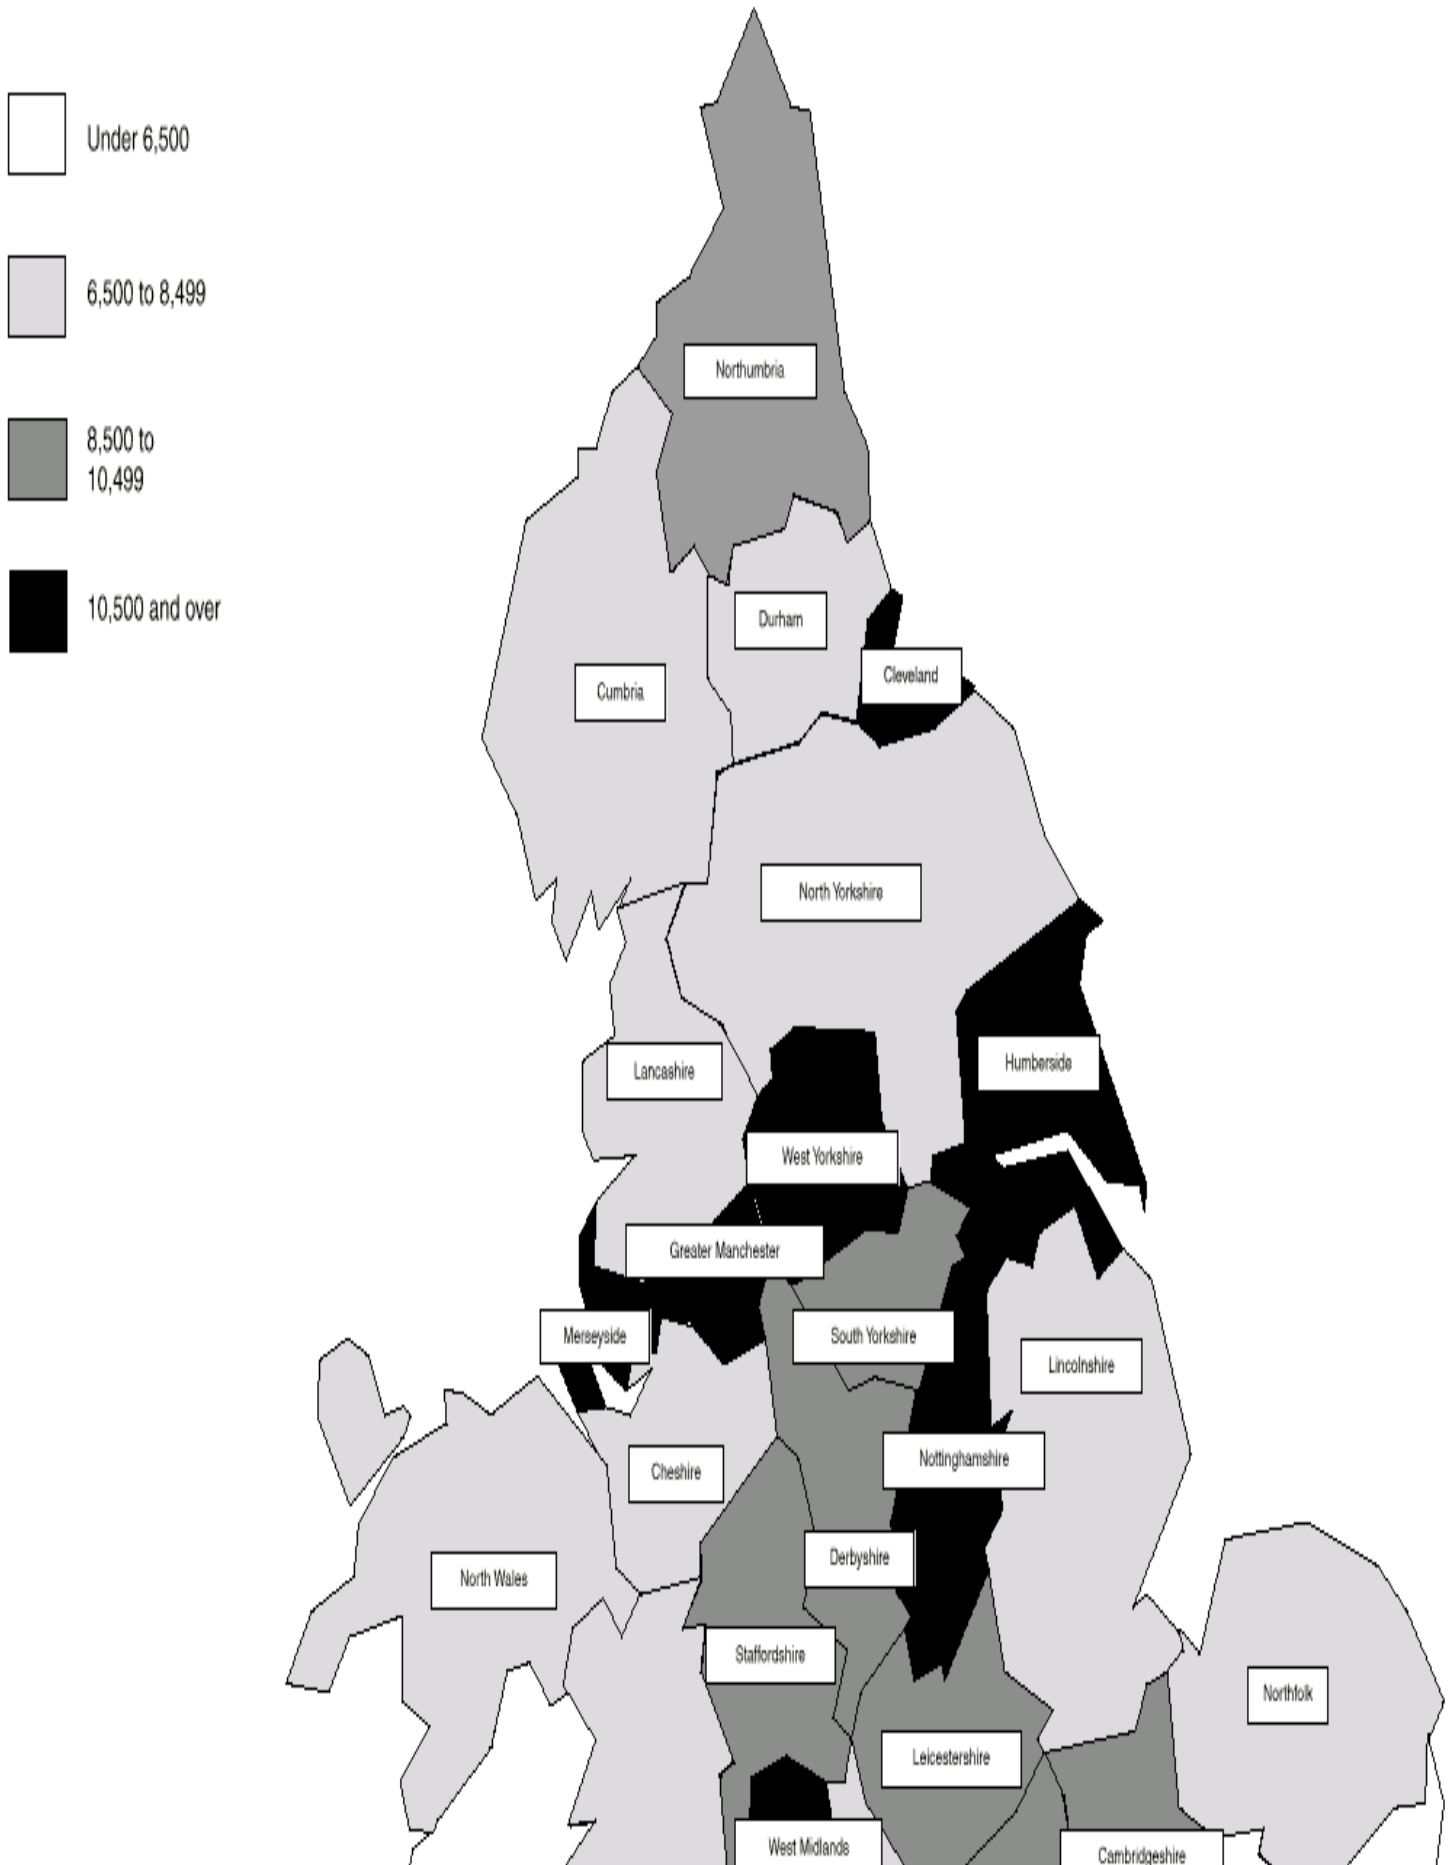 Under 6,500
6,500 to 8,499
8,500 to
10,499
10,500 and over
Northumbria
Durham
Cleveland
Cumbria
North Yorkshire
Humberside
Lancashire
West Yorkshire
Greater Manchester
Merseyside
South Yorkshire
Lincolnshire
Nottinghamshire
Cheshire
Derbyshire
North Wales
Staffordshire
Northfolk
Leicestershire
West Midlands
Cambridgeshire